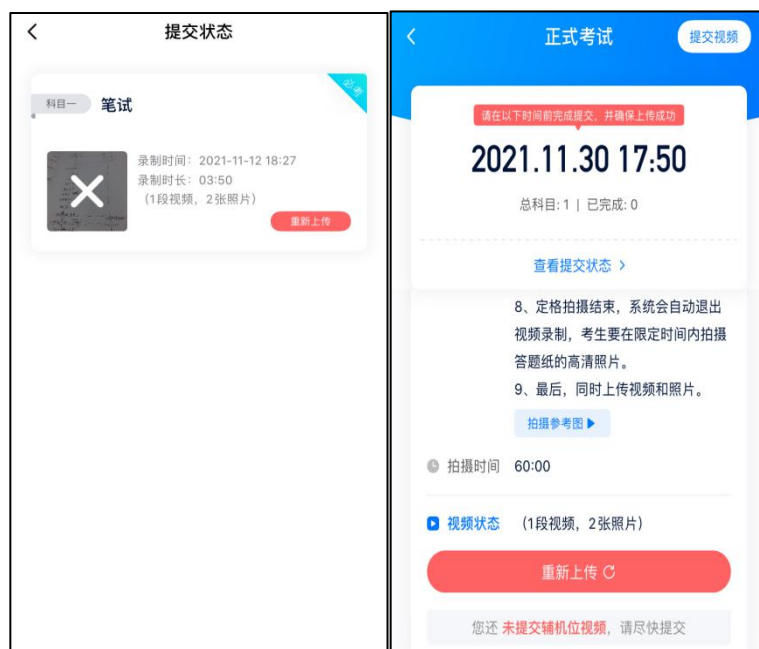 提交状态
必考
科目一 笔试
录制时间：2021-11-12 18:27
录制时长：03:50
（1段视频，2张照片）
重新上传
正式考试
提交视频
请在以下时间前完成提交，并确保上传成功
2021.11.30 17:50
总科目: 1 | 已完成: 0
查看提交状态 >
8、定格拍摄结束，系统会自动退出
视频录制，考生要在限定时间内拍摄
答题纸的高清照片。
9、最后，同时上传视频和照片。
拍摄参考图
拍摄时间 60:00
视频状态 （1段视频，2张照片）
重新上传
您还 未提交辅机位视频，请尽快提交